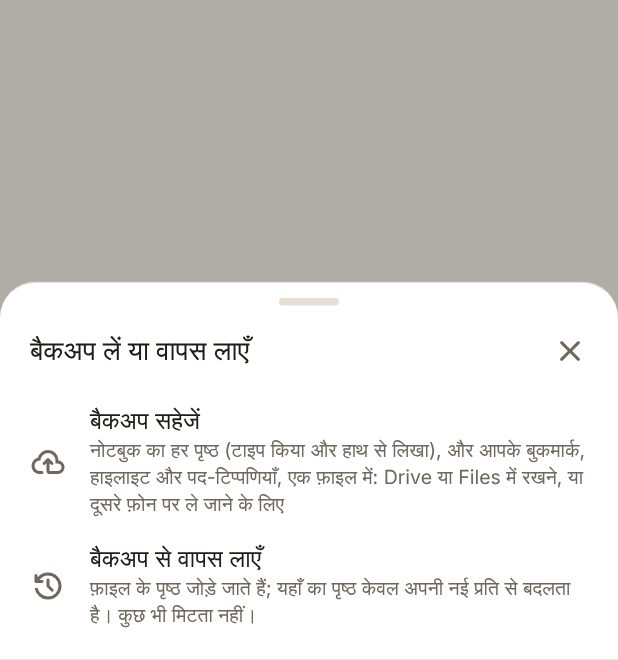 बैकअप लें या वापस लाएँ
बैकअप सहेजें
नोटबुक का हर पृष्ठ (टाइप किया और हाथ से लिखा), और आपके बुकमार्क,
हाइलाइट और पद-टिप्पणियाँ, एक फ़ाइल में: Drive या Files में रखने, या
दूसरे फ़ोन पर ले जाने के लिए
बैकअप से वापस लाएँ
फ़ाइल के पृष्ठ जोड़े जाते हैं; यहाँ का पृष्ठ केवल अपनी नई प्रति से बदलता
है। कुछ भी मिटता नहीं।